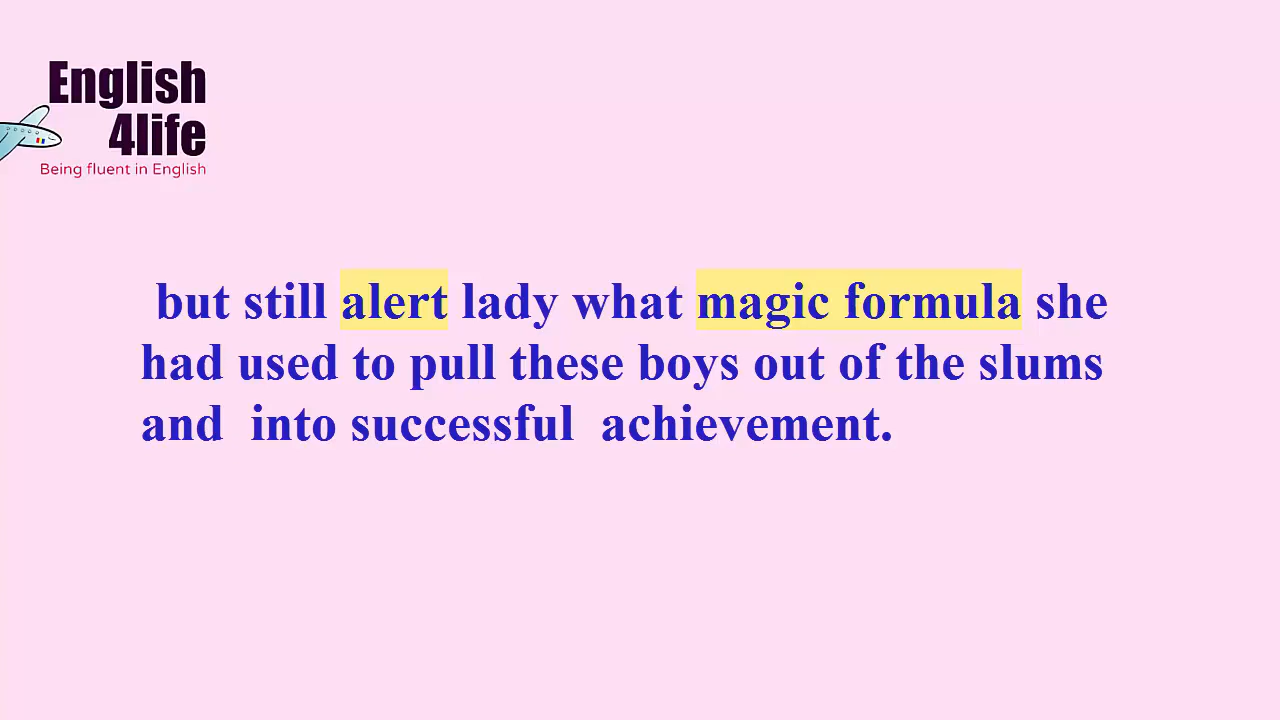 English
4life
Being fluent in English
but still alert lady what magic formula she
had used to pull these boys out of the slums
and into successful achievement.